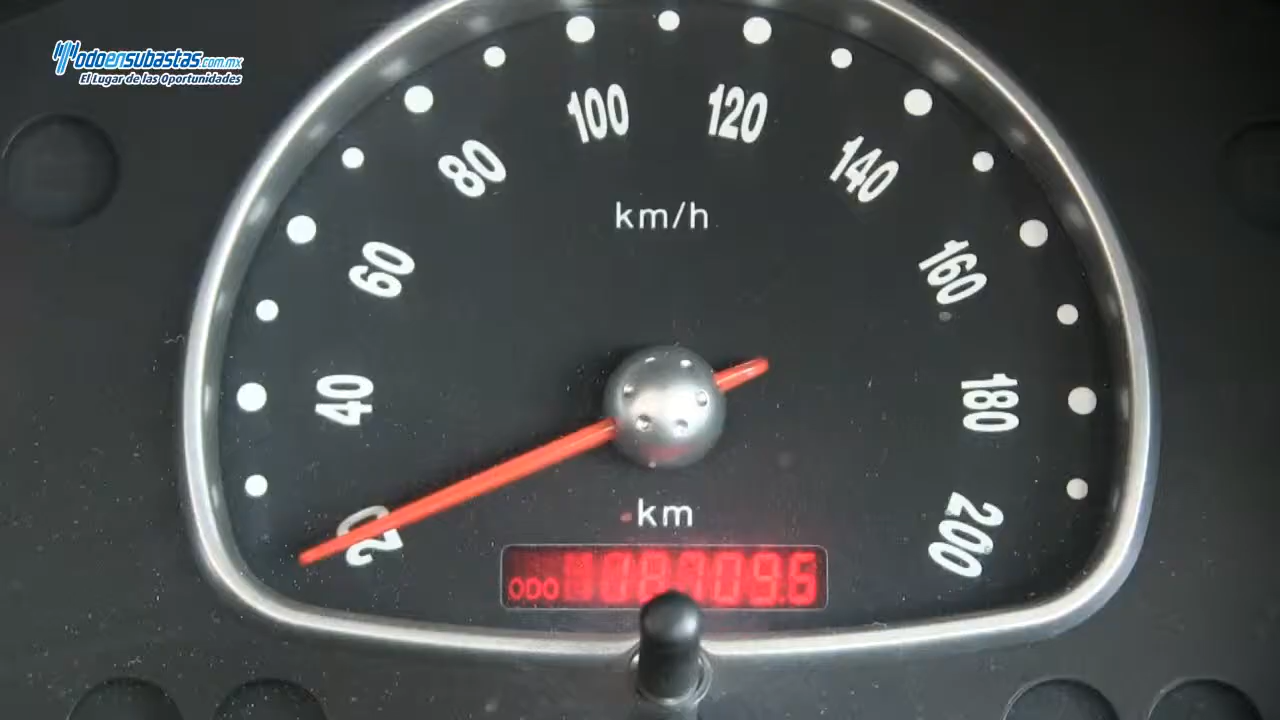 Todoensubastas.com.mx
El Lugar de las Oportunidades
100 120
80 140
km/h
60 160
40 180
20 200
km
ODO